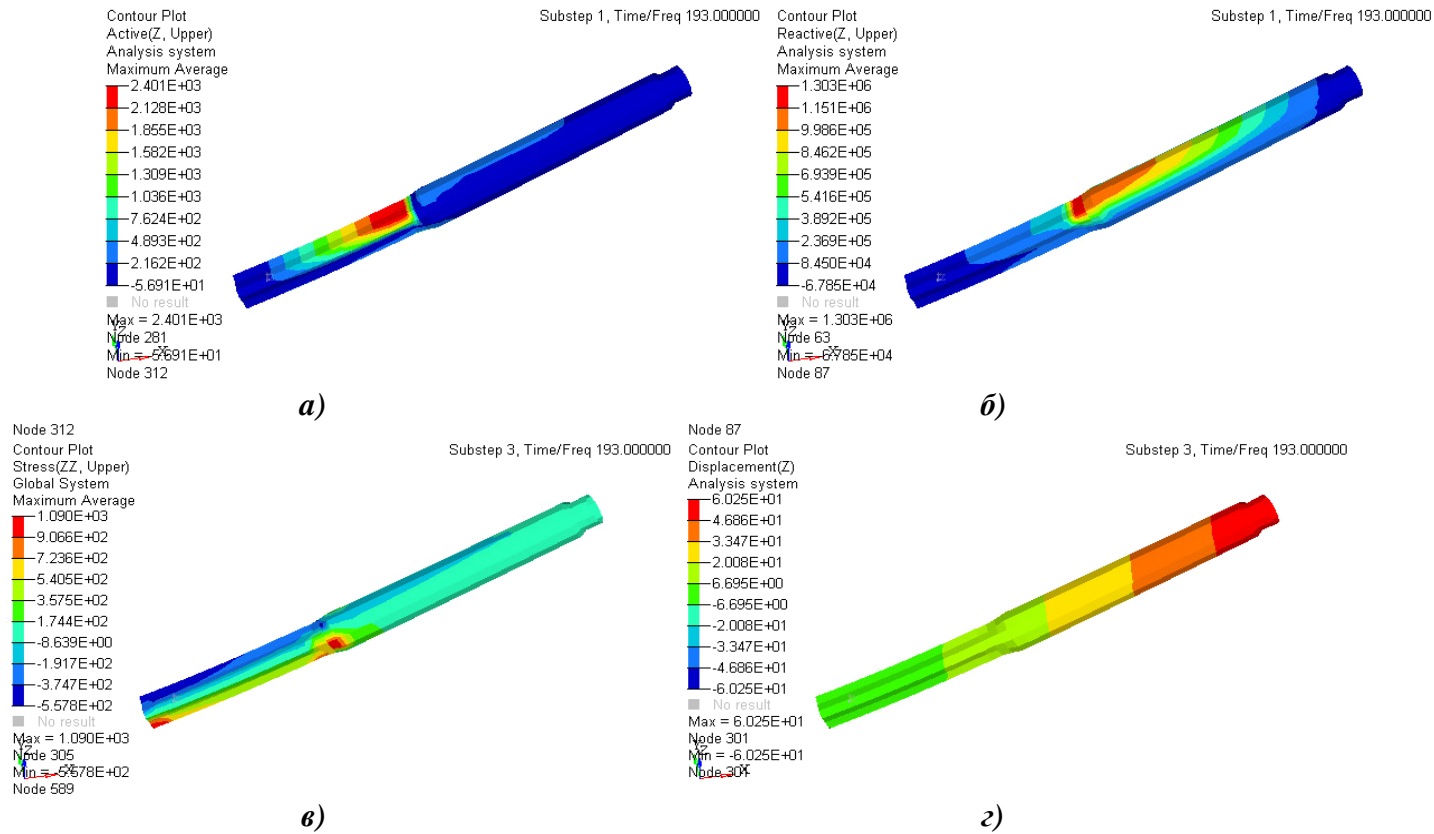 Contour Plot
Active(Z, Upper)
Analysis system
Maximum Average
2.401E+03
2.128E+03
1.855E+03
1.582E+03
1.309E+03
1.036E+03
7.624E+02
4.893E+02
2.162E+02
-5.691E+01
No result
Max = 2.401E+03
Node 281
Min = -5.691E+01
Node 312
Substep 1, Time/Freq 193.000000
YZ
X
а)
Contour Plot
Reactive(Z, Upper)
Analysis system
Maximum Average
1.303E+06
1.151E+06
9.986E+05
8.462E+05
6.939E+05
5.416E+05
3.892E+05
2.369E+05
8.450E+04
-6.785E+04
No result
Max = 1.303E+06
Node 63
Min = -6.785E+04
Node 87
Substep 1, Time/Freq 193.000000
YZ
X
б)
Node 312
Contour Plot
Stress(ZZ, Upper)
Global System
Maximum Average
1.090E+03
9.066E+02
7.236E+02
5.405E+02
3.575E+02
1.744E+02
-8.639E+00
-1.917E+02
-3.747E+02
-5.578E+02
No result
Max = 1.090E+03
Node 305
Min = -5.578E+02
Node 589
Substep 3, Time/Freq 193.000000
YZ
X
в)
Node 87
Contour Plot
Displacement(Z)
Analysis system
6.025E+01
4.686E+01
3.347E+01
2.008E+01
6.695E+00
-6.695E+00
-2.008E+01
-3.347E+01
-4.686E+01
-6.025E+01
No result
Max = 6.025E+01
Node 301
Min = -6.025E+01
Node 301
Substep 3, Time/Freq 193.000000
YZ
X
г)